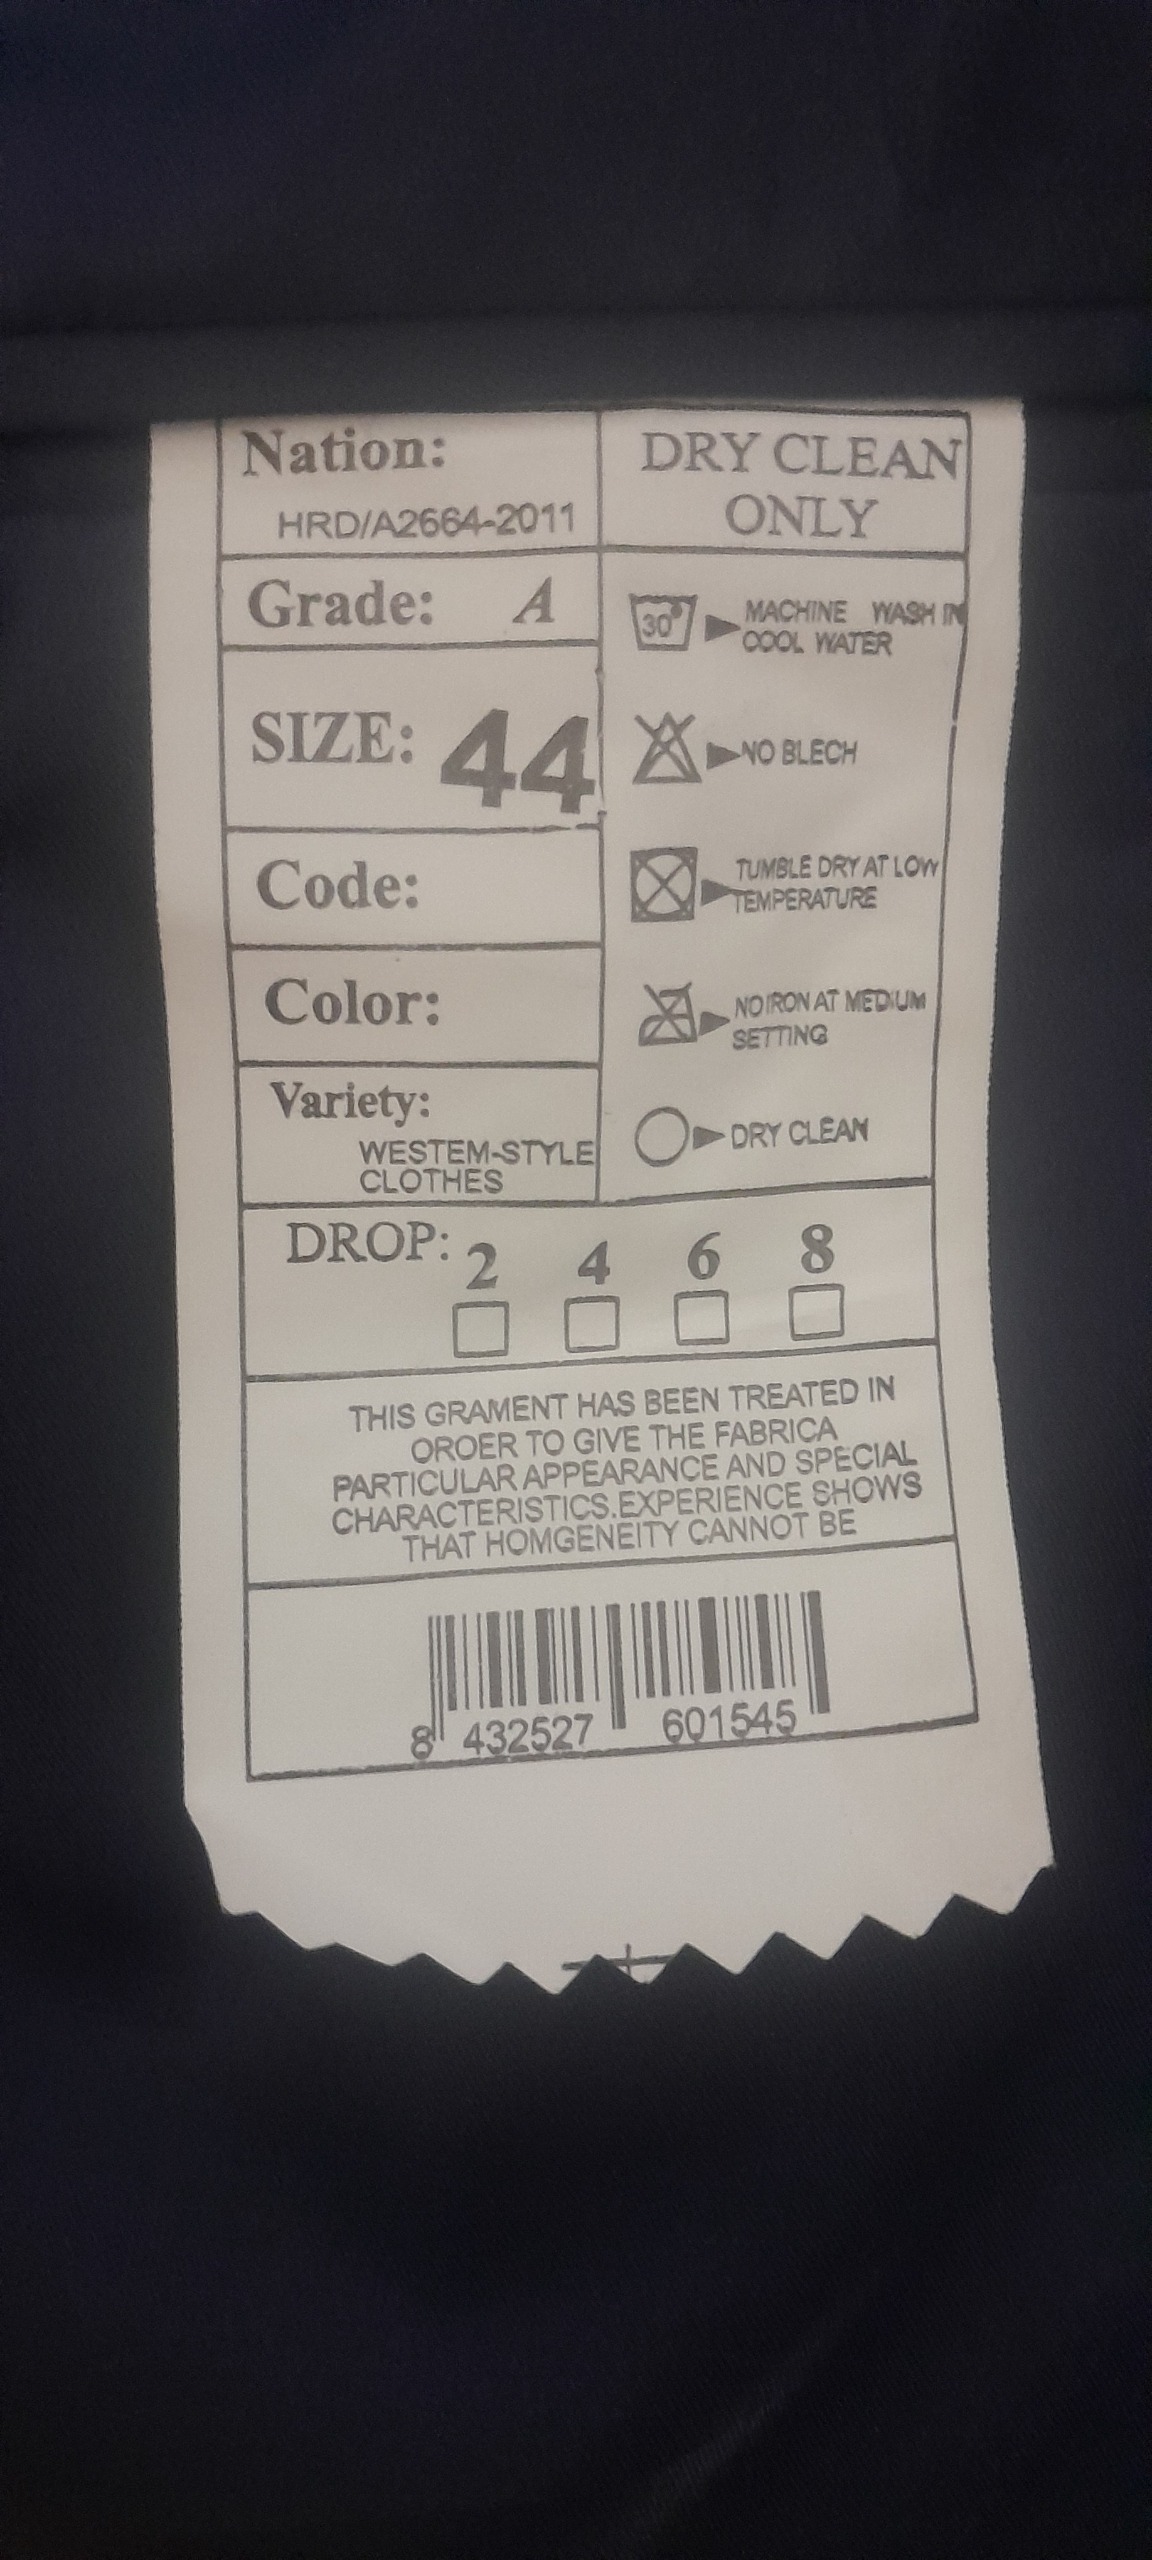 Nation:
HRD/A2664-2011
DRY CLEAN
ONLY
Grade: A
SIZE: 44
Code:
Color:
Variety:
WESTEM-STYLE
CLOTHES
30°
MACHINE WASH IN
COOL WATER
NO BLECH
TUMBLE DRY AT LOW
TEMPERATURE
NO IRON AT MEDIUM
SETTING
DRY CLEAN
DROP: 2 4 6 8
THIS GRAMENT HAS BEEN TREATED IN
OROER TO GIVE THE FABRICA
PARTICULAR APPEARANCE AND SPECIAL
CHARACTERISTICS.EXPERIENCE SHOWS
THAT HOMGENEITY CANNOT BE
8 432527 601545